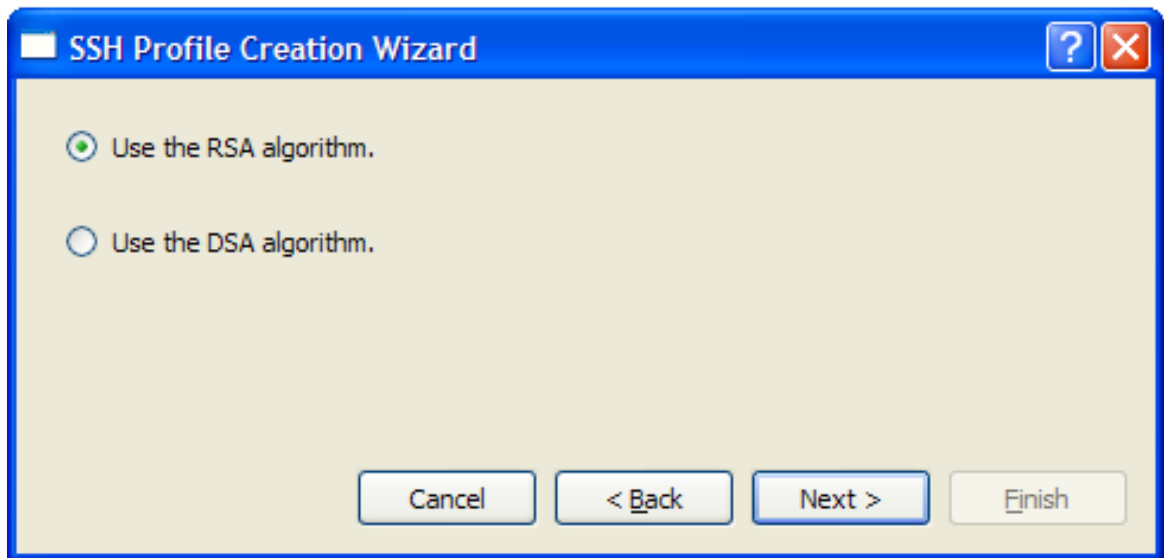 SSH Profile Creation Wizard ?
Use the RSA algorithm.
Use the DSA algorithm.
Cancel < Back Next > Finish